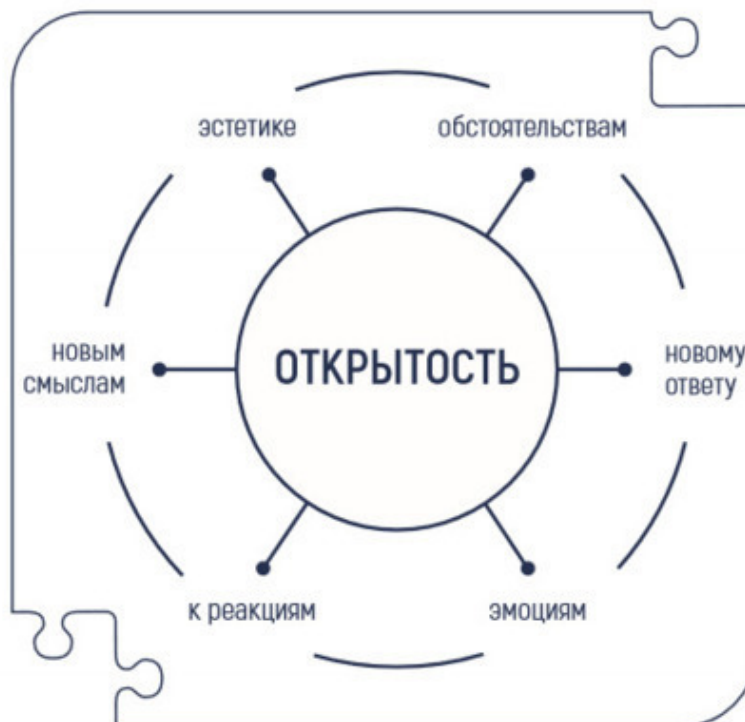 эстетике
обстоятельствам
новым
смыслам
ОТКРЫТОСТЬ
новому
ответу
к реакциям
эмоциям